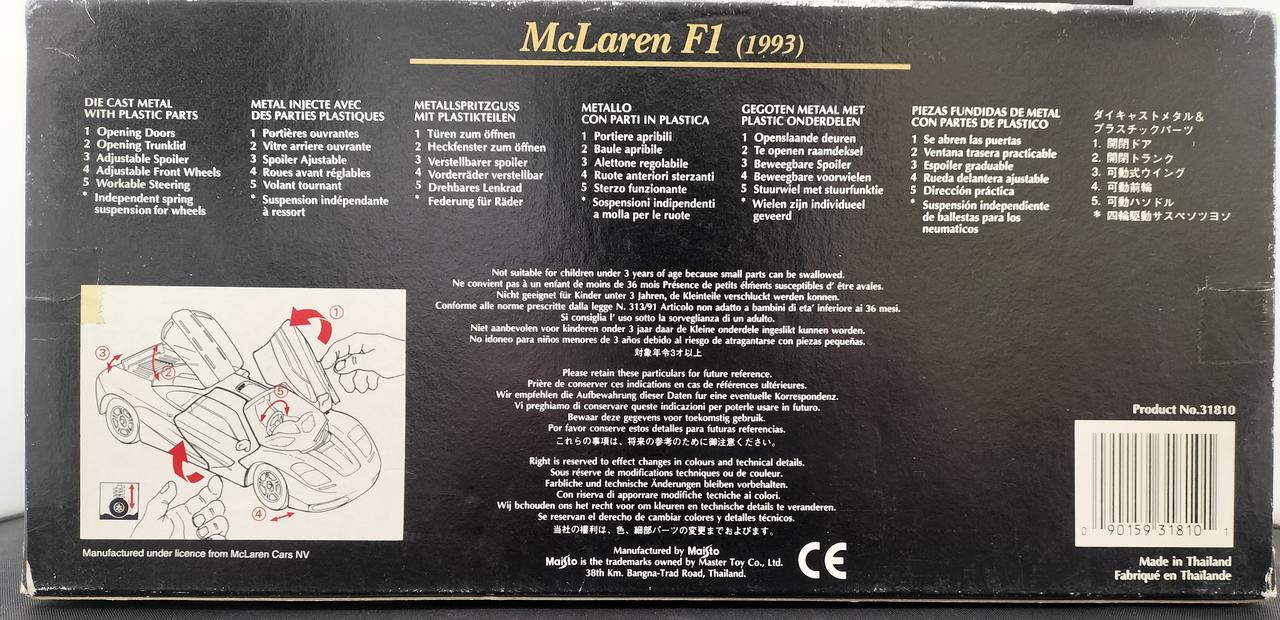 McLaren F1 (1993)
DIE CAST METAL
WITH PLASTIC PARTS
1 Opening Doors
2 Opening Trunklid
3 Adjustable Spoiler
4 Adjustable Front Wheels
5 Workable Steering
* Independent spring
suspension for wheels
METAL INJECTE AVEC
DES PARTIES PLASTIQUES
1 Portières ouvrantes
2 Vitre arriere ouvrante
3 Spoiler Ajustable
4 Roues avant réglables
5 Volant tournant
* Suspension indépendante
à ressort
METALLSPRITZGUSS
MIT PLASTIKTEILEN
1 Türen zum öffnen
2 Heckfenster zum öffnen
3 Verstellbarer spoiler
4 Vorderräder verstellbar
5 Drehbares Lenkrad
* Federung für Räder
METALLO
CON PARTI IN PLASTICA
1 Portiere apribili
2 Baule apribile
3 Alettone regolabile
4 Ruote anteriori sterzanti
5 Sterzo funzionante
* Sospensioni indipendenti
a molla per le ruote
GEGOTEN METAAL MET
PLASTIC ONDERDELEN
1 Openslaande deuren
2 Te openen raamdeksel
3 Beweegbare Spoiler
4 Beweegbare voorwielen
5 Stuurwiel met stuurfunktie
* Wielen zijn individueel
geveerd
PIEZAS FUNDIDAS DE METAL
CON PARTES DE PLASTICO
1 Se abren las puertas
2 Ventana trasera practicable
3 Espoiler graduable
4 Rueda delantera ajustable
5 Dirección práctica
* Suspensión independiente
de ballestas para los
neumaticos
ダイキャストメタル&
プラスチックパーツ
1. 開閉ドア
2. 開閉トランク
3. 可動式ウイング
4. 可動前輪
5. 可動ハソドル
* 四輪駆動サスペソツヨソ
Not suitable for children under 3 years of age because small parts can be swallowed.
Ne convient pas à un enfant de moins de 36 mois Présence de petits élments susceptibles d' être avales.
Nicht geeignet für Kinder unter 3 Jahren, de Kleinteile verschluckt werden konnen.
Conforme alle norme prescritte dalla legge N. 313/91 Articolo non adatto a bambini di eta' inferiore ai 36 mesi.
Si consiglia l' uso sotto la sorveglianza di un adulto.
Niet aanbevolen voor kinderen onder 3 jaar daar de Kleine onderdele ingeslikt kunnen worden.
No idoneo para niños menores de 3 años debido al riesgo de atragantarse con piezas pequeñas.
対象年令3才以上
Please retain these particulars for future reference.
Prière de conserver ces indications en cas de références ultérieures.
Wir empfehlen die Aufbewahrung dieser Daten fur eine eventuelle Korrespondenz.
Vi preghiamo di conservare queste indicazioni per poterle usare in futuro.
Bewaar deze gegevens voor toekomstig gebruik.
Por favor conserve estos detalles para futuras referencias.
これらの事項は、将来の参考のために御注意ください。
Right is reserved to effect changes in colours and technical details.
Sous réserve de modifications techniques ou de couleur.
Farbliche und technische Änderungen bleiben vorbehalten.
Con riserva di apporare modifiche tecniche ai colori.
Wij bchouden ons het recht voor om kleuren en technische details te veranderen.
Se reservan el derecho de cambiar colores y detalles técnicos.
当社の權利は、色、細部パーツの変更までおよびます。
Manufactured by Maisto
Maisto is the trademarks owned by Master Toy Co., Ltd.
38th Km. Bangna-Trad Road, Thailand.
CE
1
2
3
4
5
Manufactured under licence from McLaren Cars NV
Product No.31810
0 90159 31810 1
Made in Thailand
Fabriqué en Thaïlande